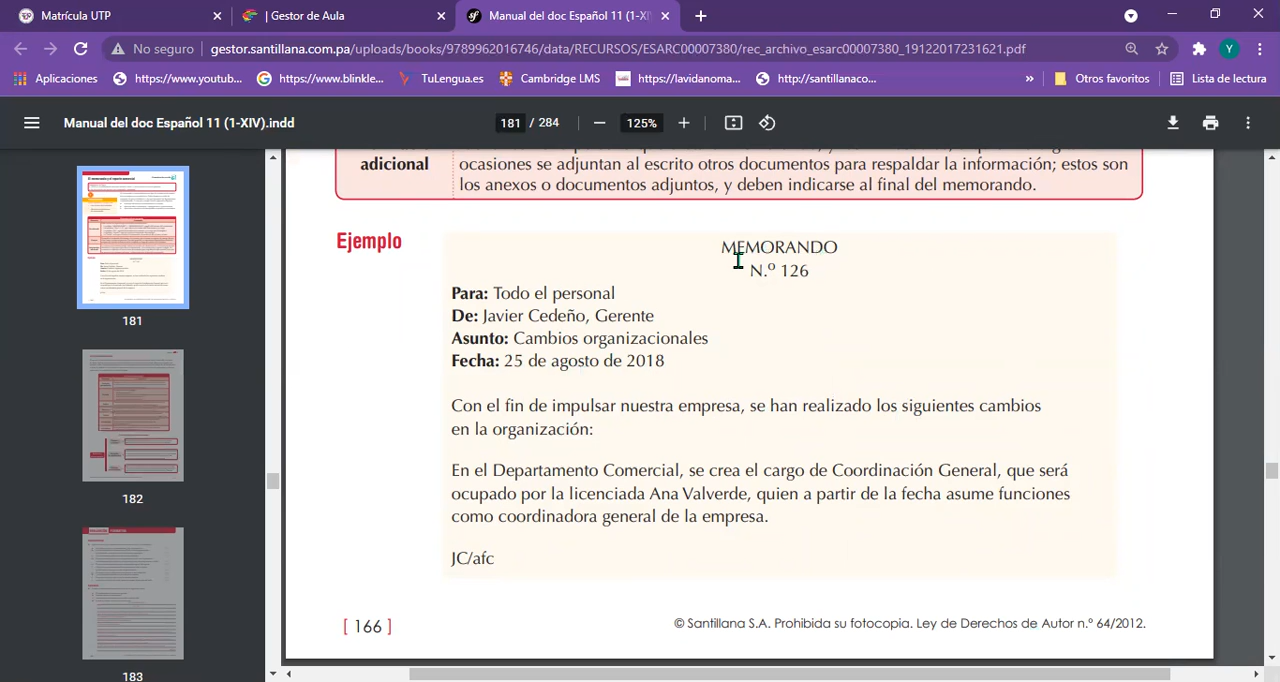 Matrícula UTP
| Gestor de Aula
Manual del doc Español 11 (1-XI
No seguro
gestor.santillana.com.pa/uploads/books/9789962016746/data/RECURSOS/ESARC00007380/rec_archivo_esarc00007380_19122017231621.pdf
Y
Aplicaciones
https://www.youtub...
https://www.blinkle...
TuLengua.es
Cambridge LMS
https://lavidanoma...
http://santillanaco...
»
Otros favoritos
Lista de lectura
Manual del doc Español 11 (1-XIV).indd
181 / 284
125%
adicional
ocasiones se adjuntan al escrito otros documentos para respaldar la información; estos son
los anexos o documentos adjuntos, y deben indicarse al final del memorando.
Ejemplo
MEMORANDO
N.º 126
Para: Todo el personal
De: Javier Cedeño, Gerente
Asunto: Cambios organizacionales
Fecha: 25 de agosto de 2018
Con el fin de impulsar nuestra empresa, se han realizado los siguientes cambios
en la organización:
En el Departamento Comercial, se crea el cargo de Coordinación General, que será
ocupado por la licenciada Ana Valverde, quien a partir de la fecha asume funciones
como coordinadora general de la empresa.
JC/afc
[ 166 ]
© Santillana S.A. Prohibida su fotocopia. Ley de Derechos de Autor n.º 64/2012.
181
182
183